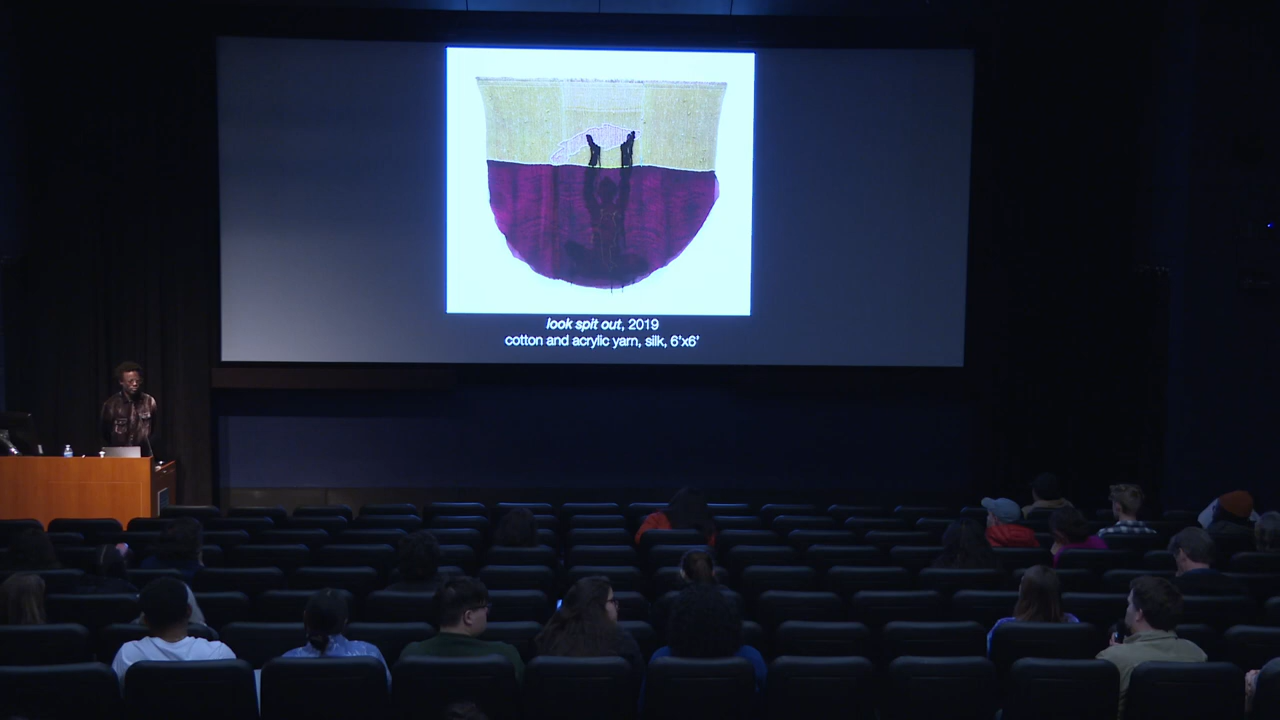 look spit out, 2019
cotton and acrylic yarn, silk, 6'x6'